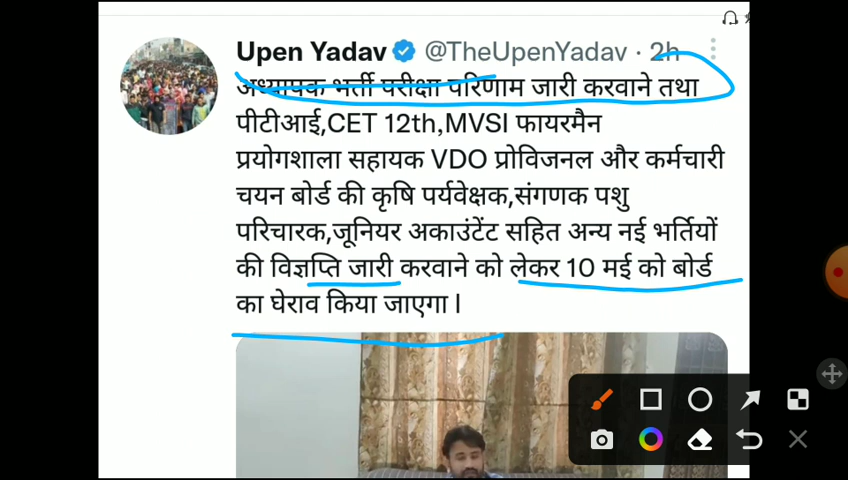 Upen Yadav @TheUpenYadav · 2h
अध्यापक भर्ती परीक्षा परिणाम जारी करवाने तथा
पीटीआई,CET 12th,MVSI फायरमैन
प्रयोगशाला सहायक VDO प्रोविजनल और कर्मचारी
चयन बोर्ड की कृषि पर्यवेक्षक,संगणक पशु
परिचारक,जूनियर अकाउंटेंट सहित अन्य नई भर्तियों
की विज्ञप्ति जारी करवाने को लेकर 10 मई को बोर्ड
का घेराव किया जाएगा |